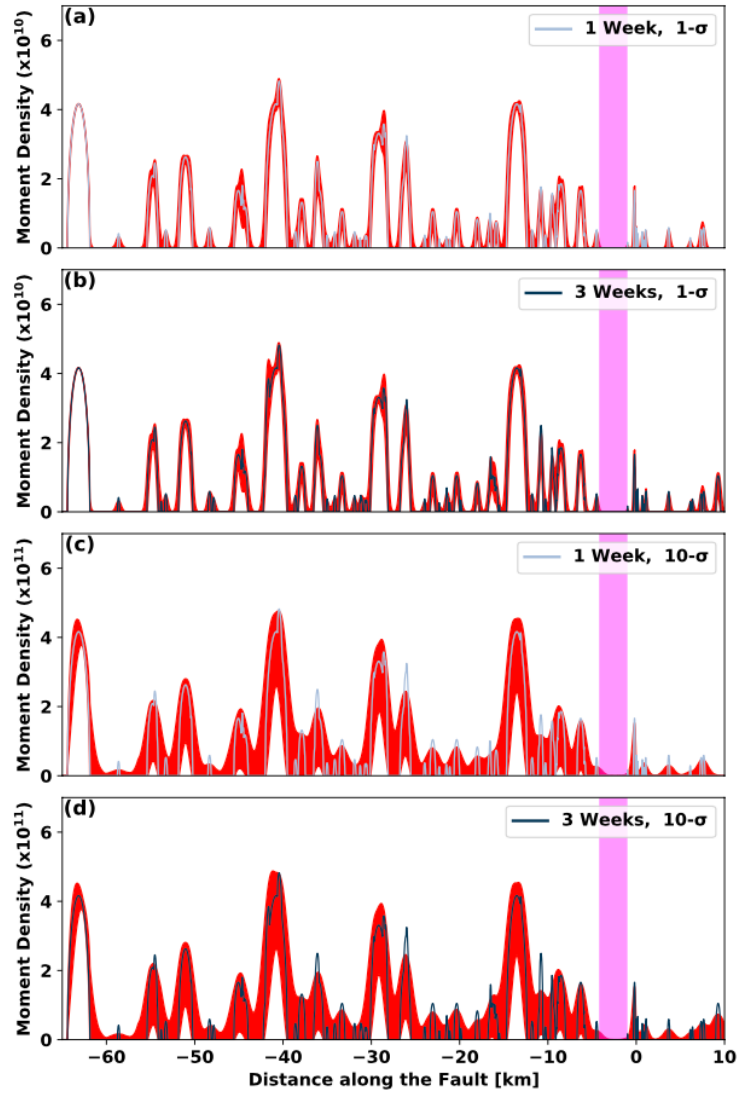 (a)
1 Week, 1-σ
Moment Density (x10¹⁰)
6
4
2
0
(b)
3 Weeks, 1-σ
Moment Density (x10¹⁰)
6
4
2
0
(c)
1 Week, 10-σ
Moment Density (x10¹¹)
6
4
2
0
(d)
3 Weeks, 10-σ
Moment Density (x10¹¹)
6
4
2
0
−60 −50 −40 −30 −20 −10 0 10
Distance along the Fault [km]